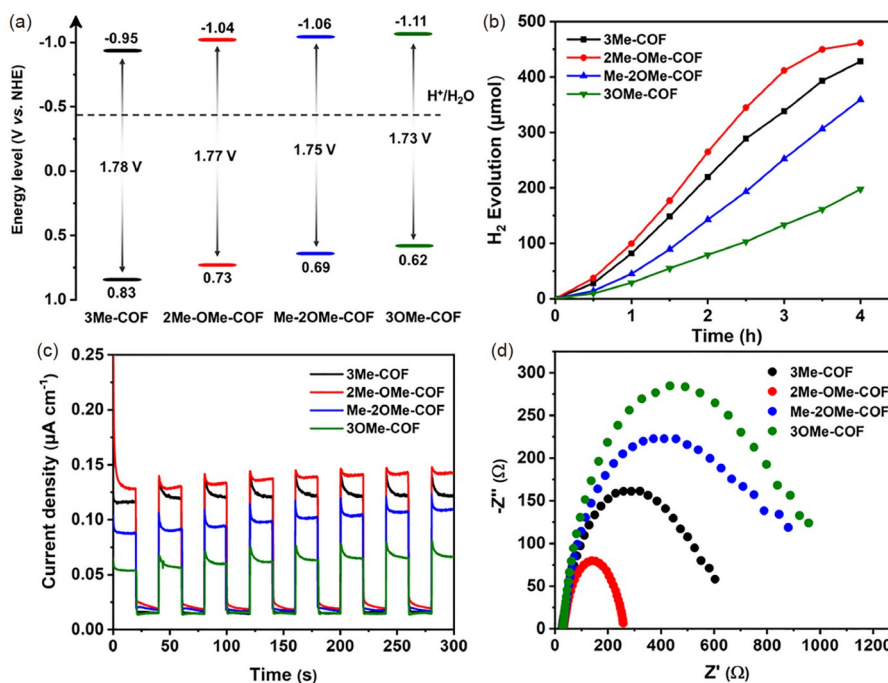 (a)
Energy level (V vs. NHE)
-1.0
-0.5
0.0
0.5
1.0
-0.95
-1.04
-1.06
-1.11
H⁺/H₂O
1.78 V
1.77 V
1.75 V
1.73 V
0.83
0.73
0.69
0.62
3Me-COF
2Me-OMe-COF
Me-2OMe-COF
3OMe-COF
(b)
H₂ Evolution (μmol)
500
400
300
200
100
0
3Me-COF
2Me-OMe-COF
Me-2OMe-COF
3OMe-COF
0
1
2
3
4
Time (h)
(c)
Current density (μA cm⁻¹)
0.25
0.20
0.15
0.10
0.05
0.00
3Me-COF
2Me-OMe-COF
Me-2OMe-COF
3OMe-COF
0
50
100
150
200
250
300
Time (s)
(d)
-Z'' (Ω)
300
250
200
150
100
50
0
3Me-COF
2Me-OMe-COF
Me-2OMe-COF
3OMe-COF
0
200
400
600
800
1000
1200
Z' (Ω)